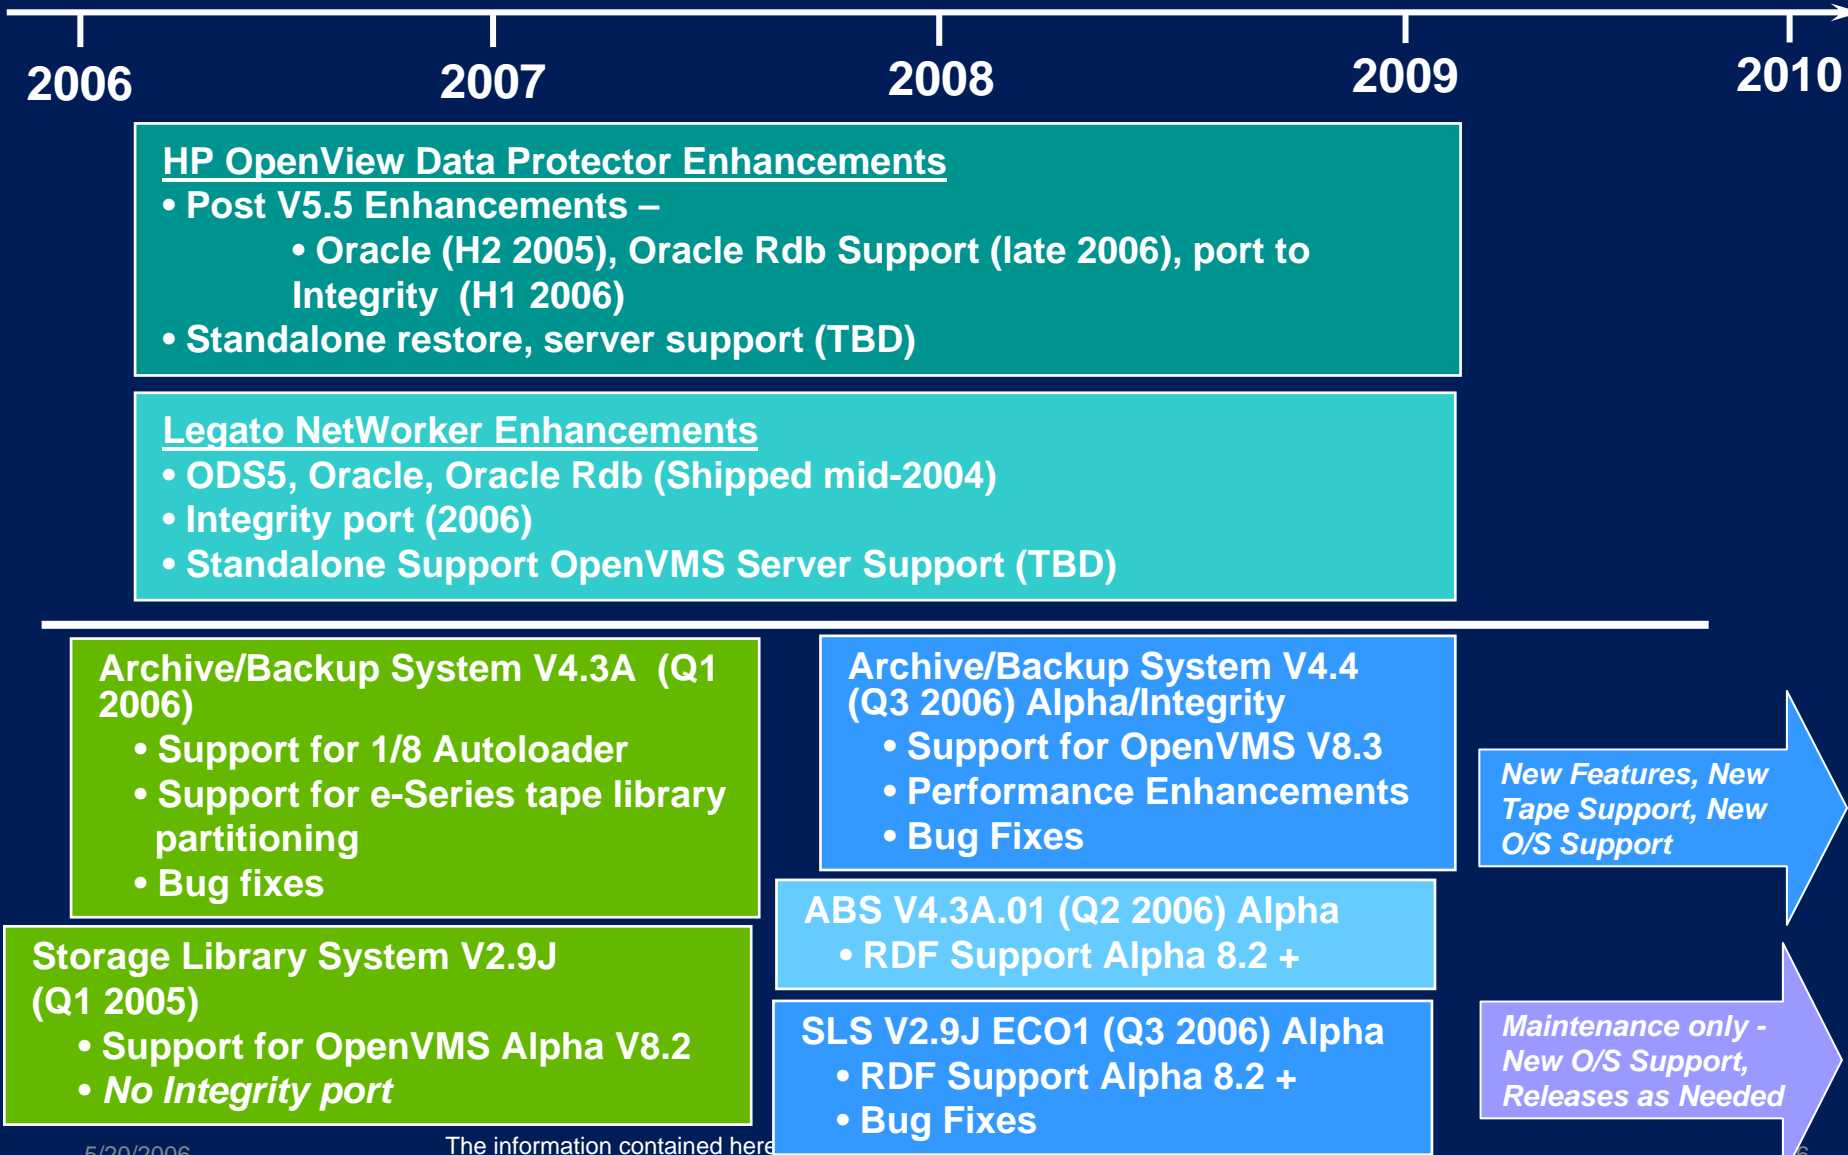 2006
2007
2008
2009
2010
HP OpenView Data Protector Enhancements
• Post V5.5 Enhancements –
• Oracle (H2 2005), Oracle Rdb Support (late 2006), port to
Integrity (H1 2006)
• Standalone restore, server support (TBD)
Legato NetWorker Enhancements
• ODS5, Oracle, Oracle Rdb (Shipped mid-2004)
• Integrity port (2006)
• Standalone Support OpenVMS Server Support (TBD)
Archive/Backup System V4.3A (Q1
2006)
• Support for 1/8 Autoloader
• Support for e-Series tape library
partitioning
• Bug fixes
Storage Library System V2.9J
(Q1 2005)
• Support for OpenVMS Alpha V8.2
• No Integrity port
Archive/Backup System V4.4
(Q3 2006) Alpha/Integrity
• Support for OpenVMS V8.3
• Performance Enhancements
• Bug Fixes
ABS V4.3A.01 (Q2 2006) Alpha
• RDF Support Alpha 8.2 +
SLS V2.9J ECO1 (Q3 2006) Alpha
• RDF Support Alpha 8.2 +
• Bug Fixes
New Features, New
Tape Support, New
O/S Support
Maintenance only -
New O/S Support,
Releases as Needed
5/20/2006
The information contained here